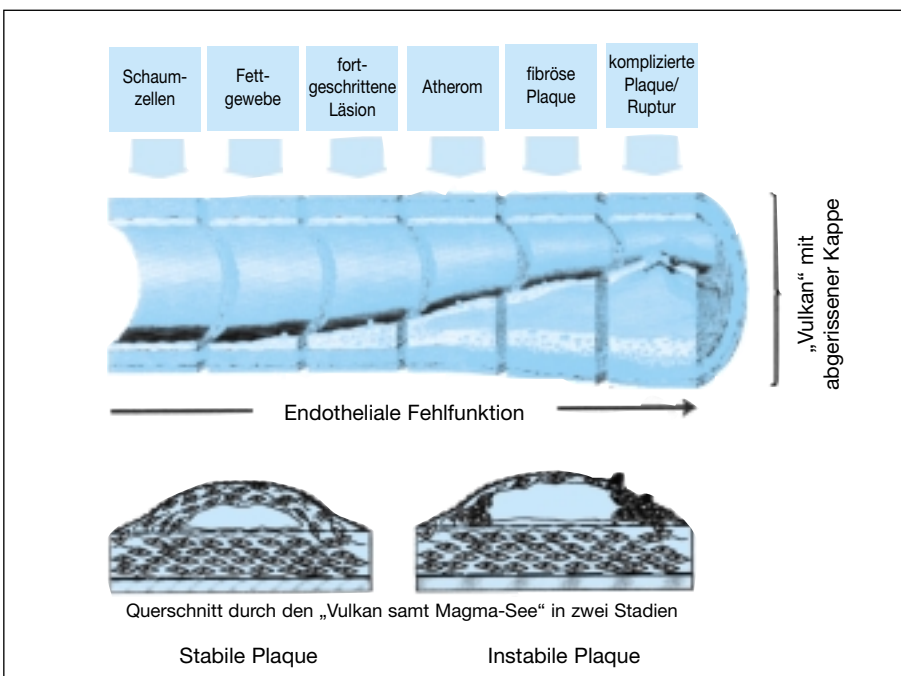 Schaum-
zellen
Fett-
gewebe
fort-
geschrittene
Läsion
Atherom
fibröse
Plaque
komplizierte
Plaque/
Ruptur
„Vulkan“ mit
abgerissener Kappe
Endotheliale Fehlfunktion
Querschnitt durch den „Vulkan samt Magma-See“ in zwei Stadien
Stabile Plaque
Instabile Plaque